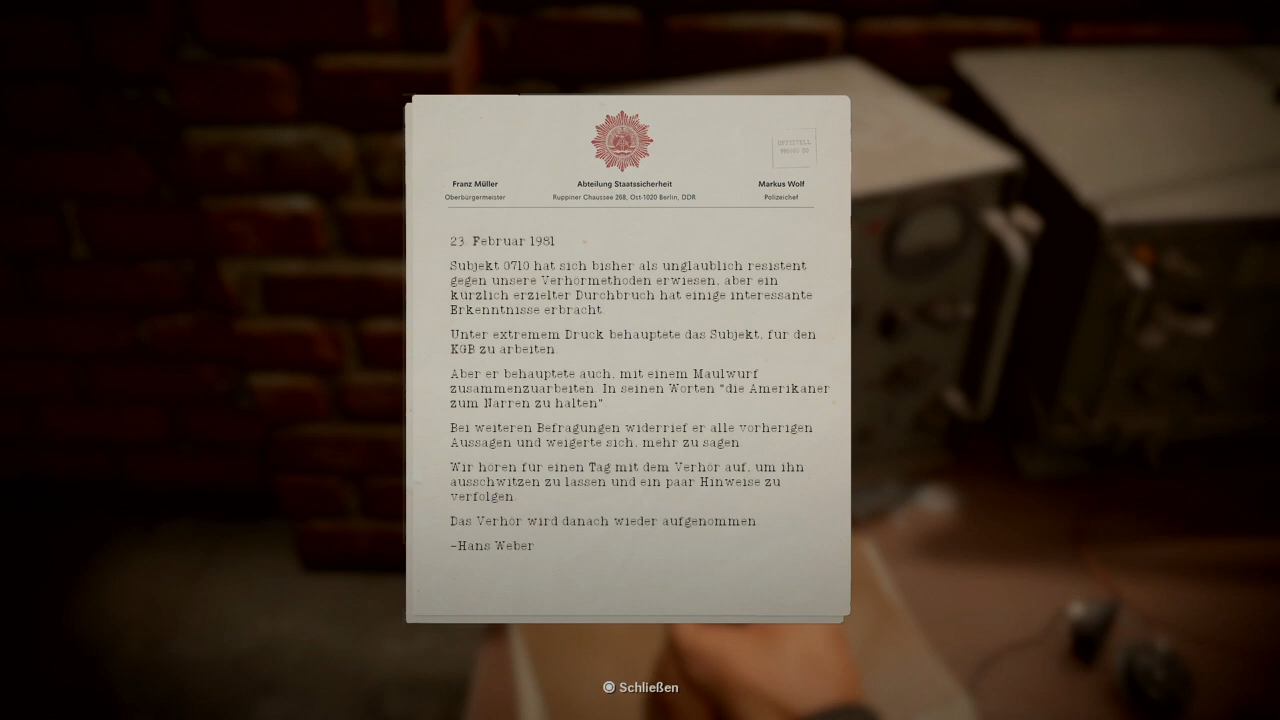 Franz Müller
Abteilung Staatssicherheit
Markus Wolf
Oberbürgermeister
Ruppiner Chaussee 268, Ost-1020 Berlin, DDR
Polizeichef
23. Februar 1981
Subjekt 0710 hat sich bisher als unglaublich resistent
gegen unsere Verhörmethoden erwiesen, aber ein
kürzlich erzielter Durchbruch hat einige interessante
Erkenntnisse erbracht.
Unter extremem Druck behauptete das Subjekt, für den
KGB zu arbeiten.
Aber er behauptete auch, mit einem Maulwurf
zusammenzuarbeiten. In seinen Worten "die Amerikaner
zum Narren zu halten".
Bei weiteren Befragungen widerrief er alle vorherigen
Aussagen und weigerte sich, mehr zu sagen.
Wir hören für einen Tag mit dem Verhör auf, um ihn
ausschwitzen zu lassen und ein paar Hinweise zu
verfolgen.
Das Verhör wird danach wieder aufgenommen.
-Hans Weber
Schließen